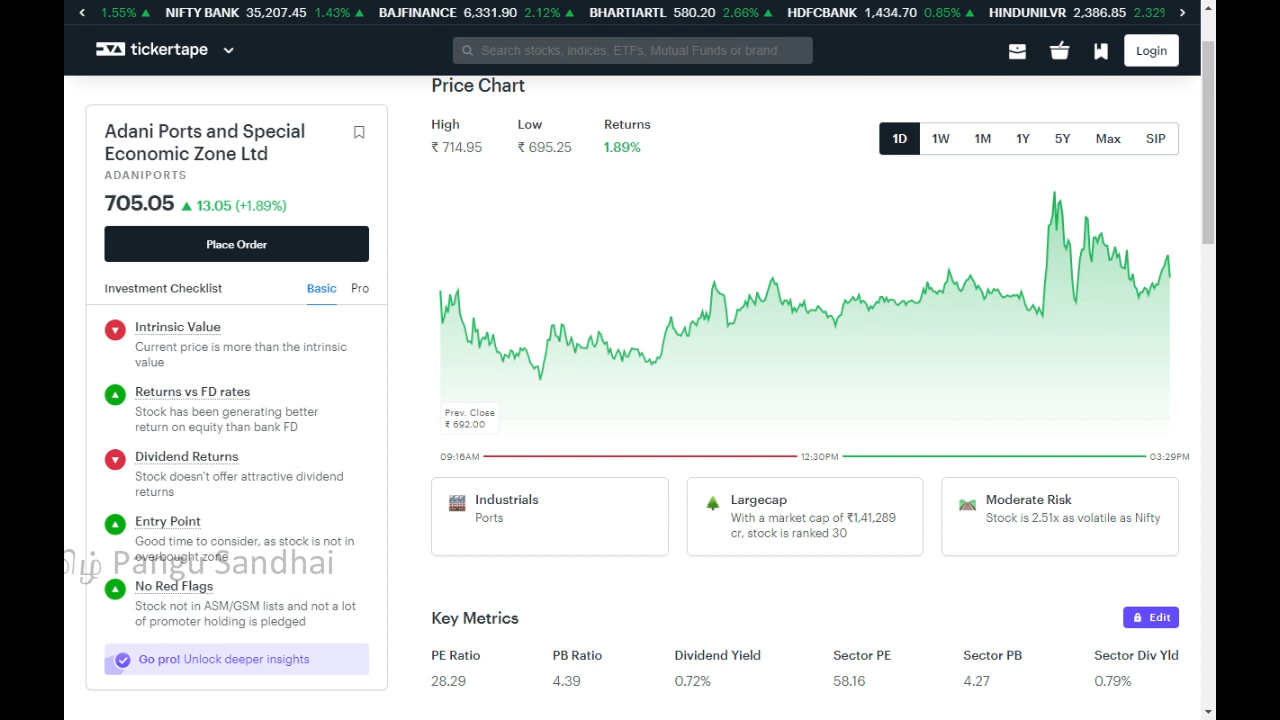 1.55% NIFTY BANK 35,207.45 1.43% BAJFINANCE 6,331.90 2.12% BHARTIARTL 580.20 2.66% HDFCBANK 1,434.70 0.85% HINDUNILVR 2,386.85 2.32%
tickertape
Search stocks, indices, ETFs, Mutual Funds or brand
Login
Adani Ports and Special
Economic Zone Ltd
ADANIPORTS
705.05 13.05 (+1.89%)
Place Order
Investment Checklist Basic Pro
Intrinsic Value
Current price is more than the intrinsic
value
Returns vs FD rates
Stock has been generating better
return on equity than bank FD
Dividend Returns
Stock doesn't offer attractive dividend
returns
Entry Point
Good time to consider, as stock is not in
overbought zone
Pangu Sandhai
No Red Flags
Stock not in ASM/GSM lists and not a lot
of promoter holding is pledged
Go pro! Unlock deeper insights
Price Chart
High Low Returns
₹ 714.95 ₹ 695.25 1.89%
1D 1W 1M 1Y 5Y Max SIP
Prev. Close
₹ 692.00
09:16AM 12:30PM 03:29PM
Industrials
Ports
Largecap
With a market cap of ₹1,41,289
cr, stock is ranked 30
Moderate Risk
Stock is 2.51x as volatile as Nifty
Key Metrics
Edit
PE Ratio PB Ratio Dividend Yield Sector PE Sector PB Sector Div Yld
28.29 4.39 0.72% 58.16 4.27 0.79%